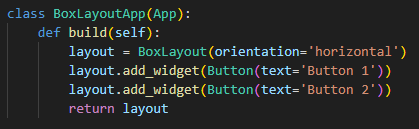 class BoxLayoutApp(App):
    def build(self):
        layout = BoxLayout(orientation='horizontal')
        layout.add_widget(Button(text='Button 1'))
        layout.add_widget(Button(text='Button 2'))
        return layout